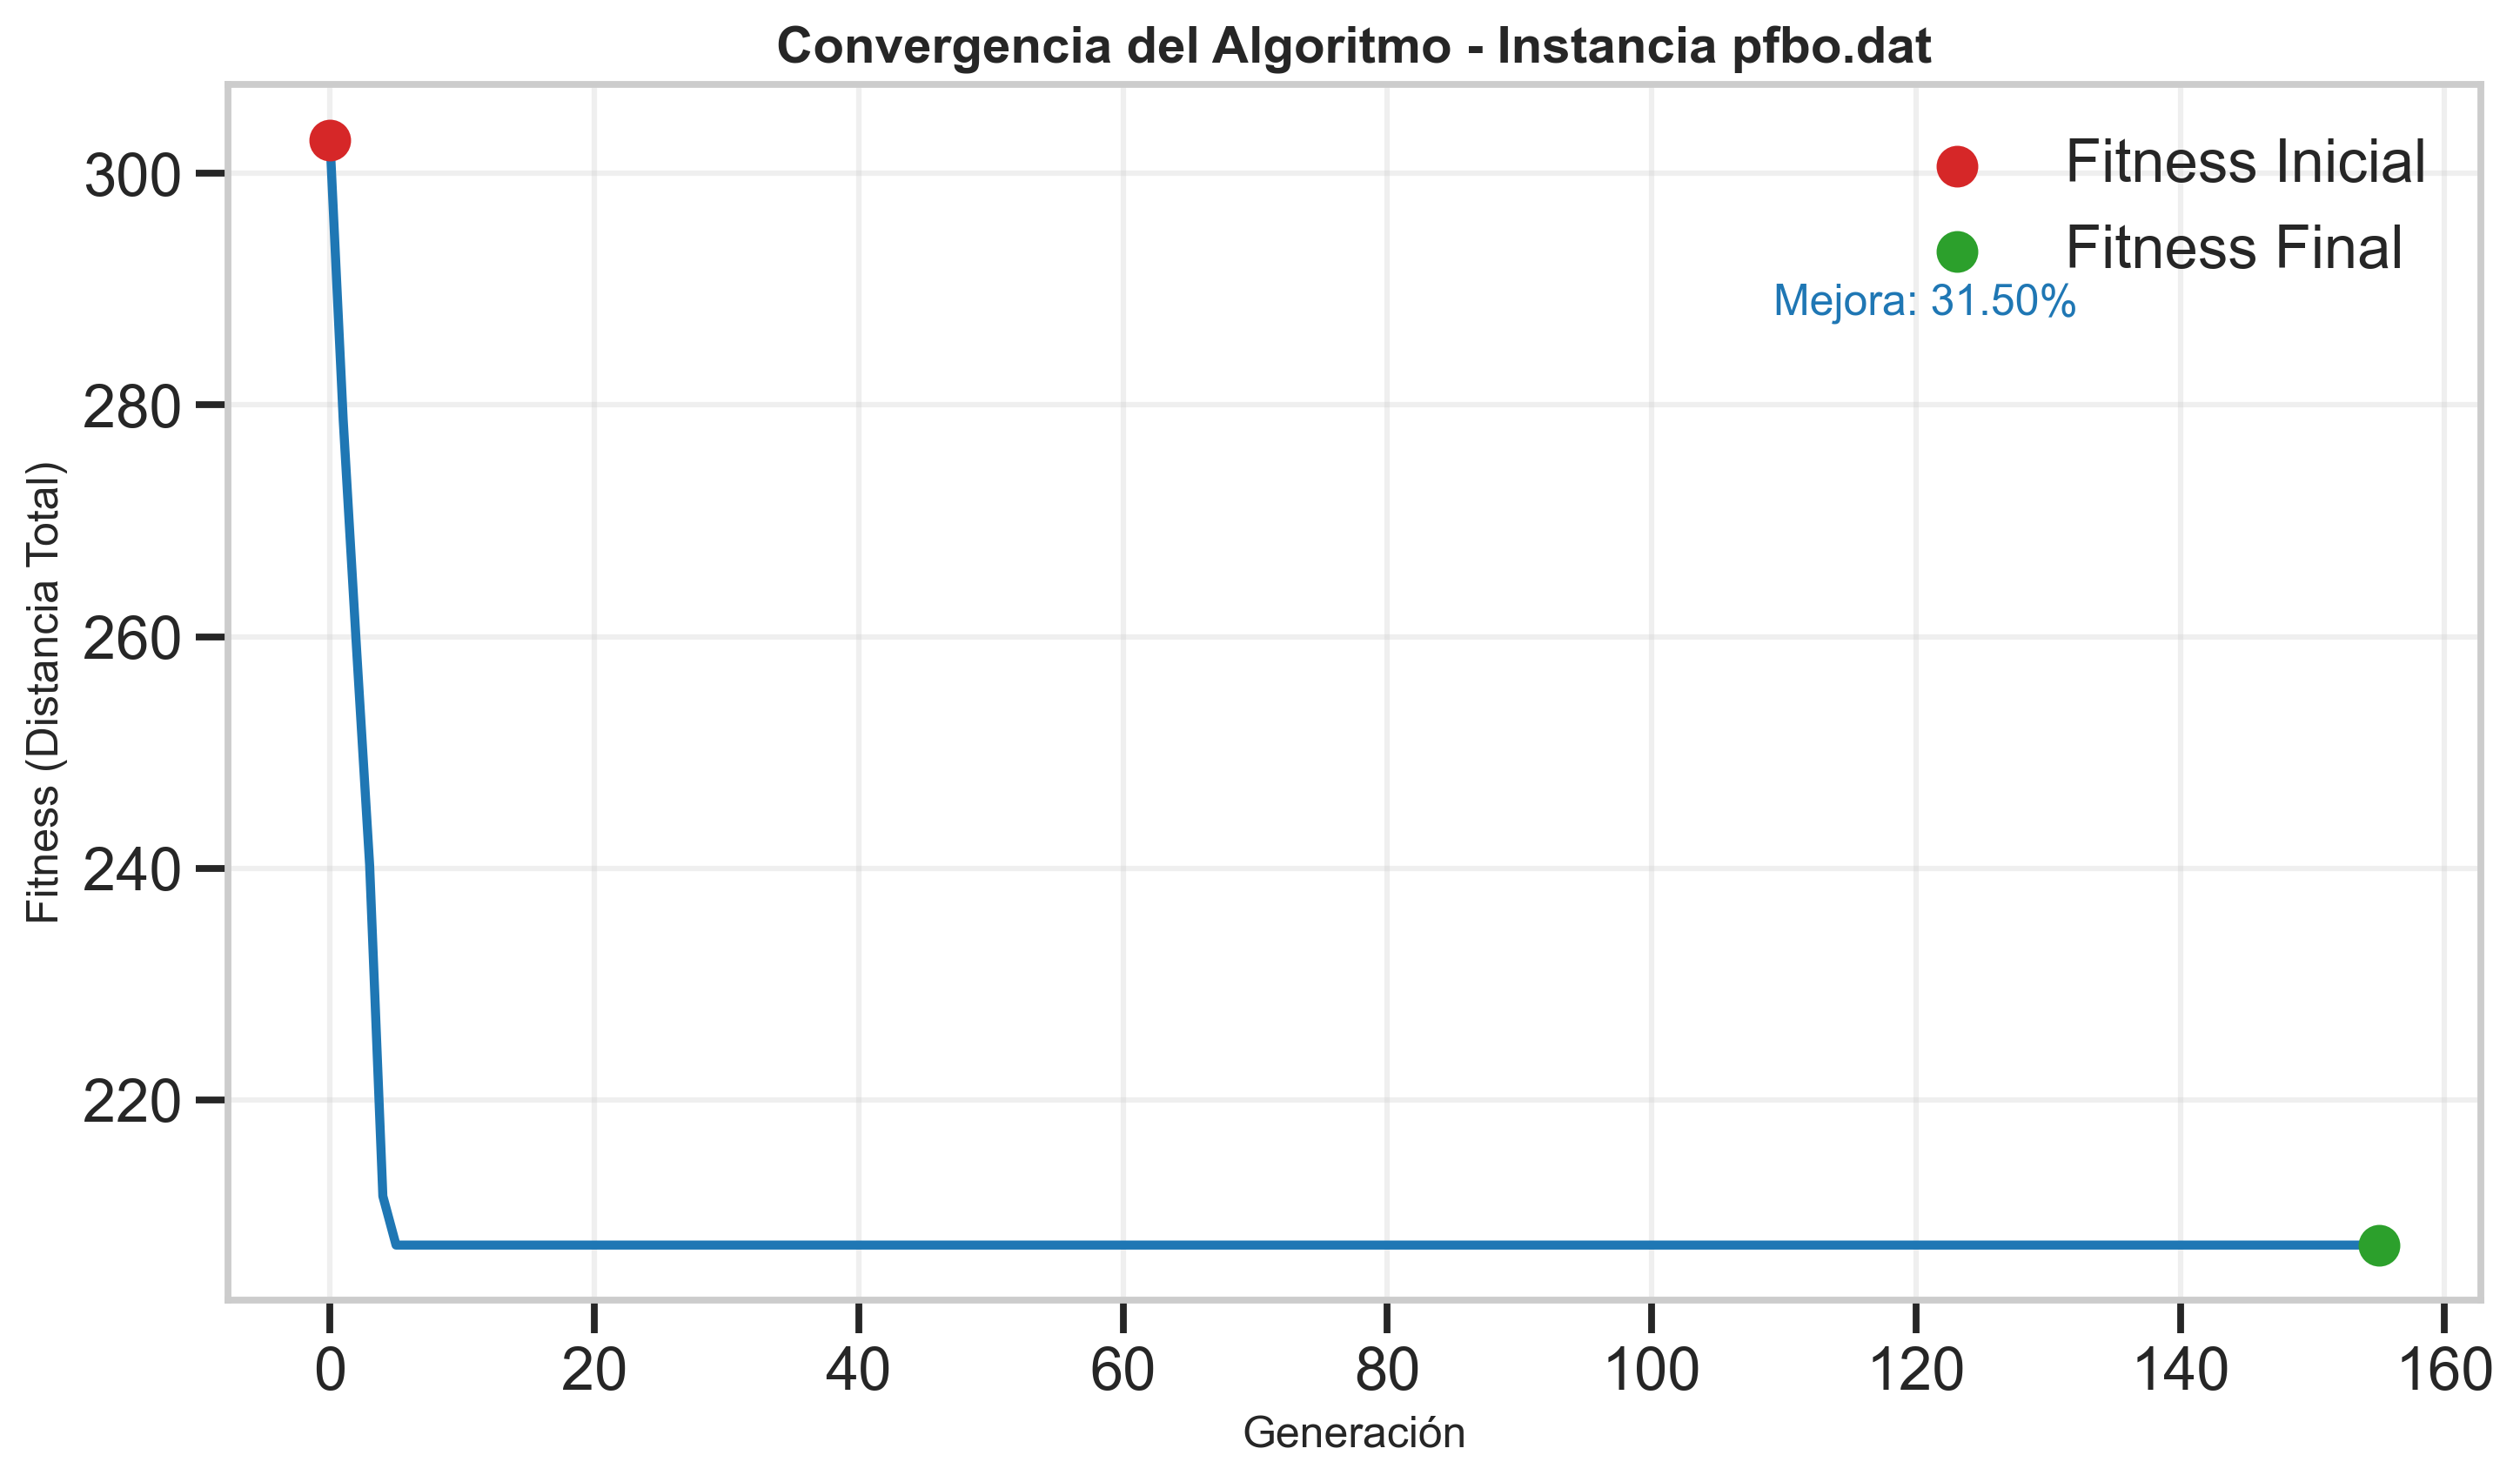 Convergencia del Algoritmo - Instancia pfbo.dat
Fitness Inicial
Fitness Final
Mejora: 31.50%
Fitness (Distancia Total)
300
280
260
240
220
0 20 40 60 80 100 120 140 160
Generación